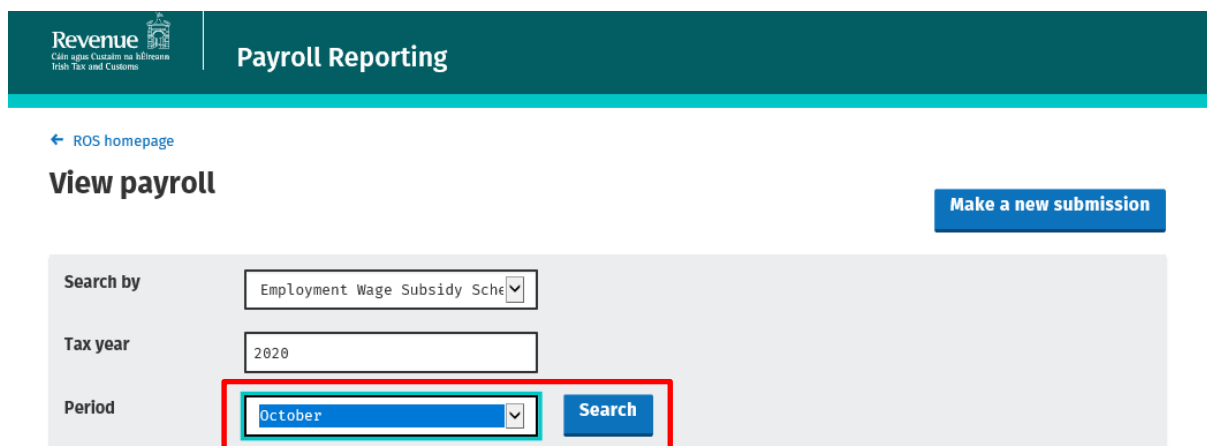 Revenue
Cáin agus Custaim na hÉireann
Irish Tax and Customs
Payroll Reporting
← ROS homepage
View payroll
Make a new submission
Search by
Employment Wage Subsidy Sche
Tax year
2020
Period
October
Search